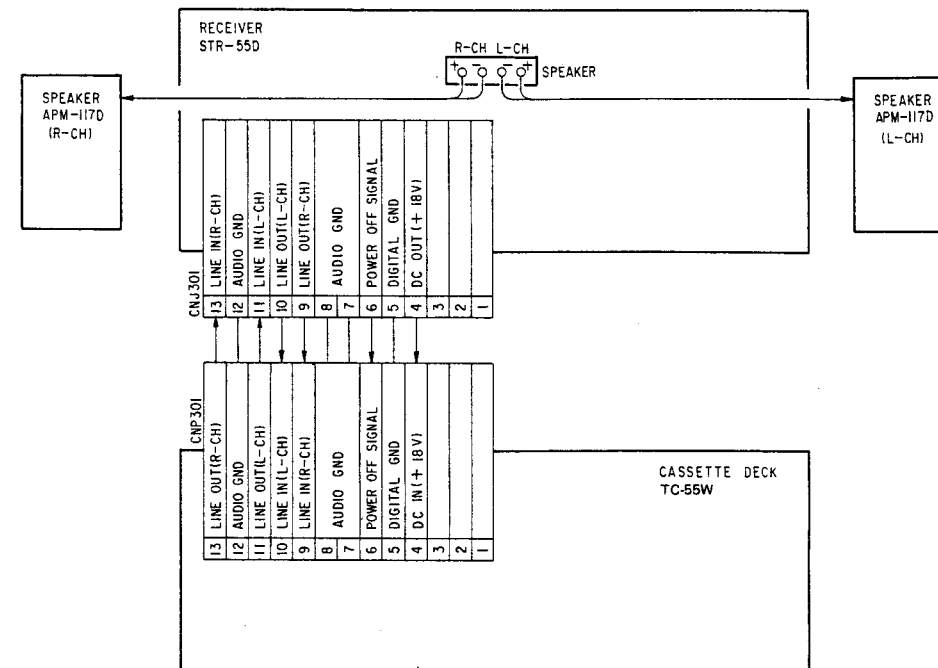 RECEIVER
STR-55D
R-CH L-CH
+ - - +
SPEAKER
SPEAKER
APM-117D
(R-CH)
SPEAKER
APM-117D
(L-CH)
CNJ301
13 LINE IN(R-CH)
12 AUDIO GND
11 LINE IN(L-CH)
10 LINE OUT(L-CH)
9 LINE OUT(R-CH)
8
7
AUDIO GND
6 POWER OFF SIGNAL
5 DIGITAL GND
4 DC OUT(+18V)
3
2
1
CNP301
13 LINE OUT(R-CH)
12 AUDIO GND
11 LINE OUT(L-CH)
10 LINE IN(L-CH)
9 LINE IN(R-CH)
8
7
AUDIO GND
6 POWER OFF SIGNAL
5 DIGITAL GND
4 DC IN(+18V)
3
2
1
CASSETTE DECK
TC-55W